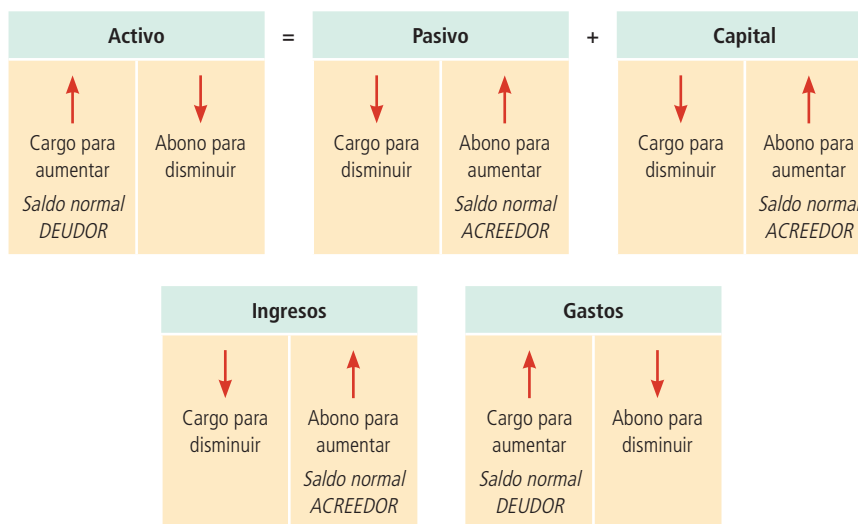 Activo = Pasivo + Capital
Cargo para
aumentar
Saldo normal
DEUDOR
Abono para
disminuir
Cargo para
disminuir
Abono para
aumentar
Saldo normal
ACREEDOR
Cargo para
disminuir
Abono para
aumentar
Saldo normal
ACREEDOR
Ingresos
Cargo para
disminuir
Abono para
aumentar
Saldo normal
ACREEDOR
Gastos
Cargo para
aumentar
Saldo normal
DEUDOR
Abono para
disminuir